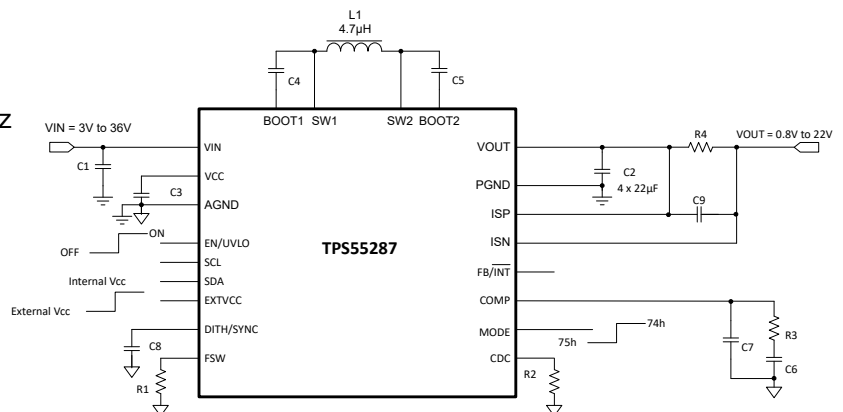 L1
4.7µH
C4
C5
BOOT1 SW1
SW2 BOOT2
z
VIN = 3V to 36V
C1
VIN
VCC
C3
AGND
ON
OFF
EN/UVLO
SCL
Internal Vcc
SDA
External Vcc
EXTVCC
DITH/SYNC
C8
FSW
R1
TPS55287
VOUT
R4
VOUT = 0.8V to 22V
C2
4 x 22µF
PGND
C9
ISP
ISN
FB/INT
COMP
MODE
74h
75h
C7
R3
C6
CDC
R2